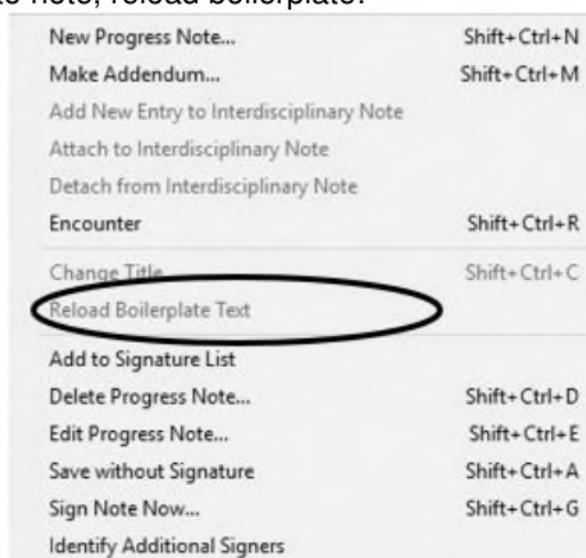 note, reload boilerplate.
New Progress Note... Shift+Ctrl+N
Make Addendum... Shift+Ctrl+M
Add New Entry to Interdisciplinary Note
Attach to Interdisciplinary Note
Detach from Interdisciplinary Note
Encounter Shift+Ctrl+R
Change Title... Shift+Ctrl+C
Reload Boilerplate Text
Add to Signature List
Delete Progress Note... Shift+Ctrl+D
Edit Progress Note... Shift+Ctrl+E
Save without Signature Shift+Ctrl+A
Sign Note Now... Shift+Ctrl+G
Identify Additional Signers